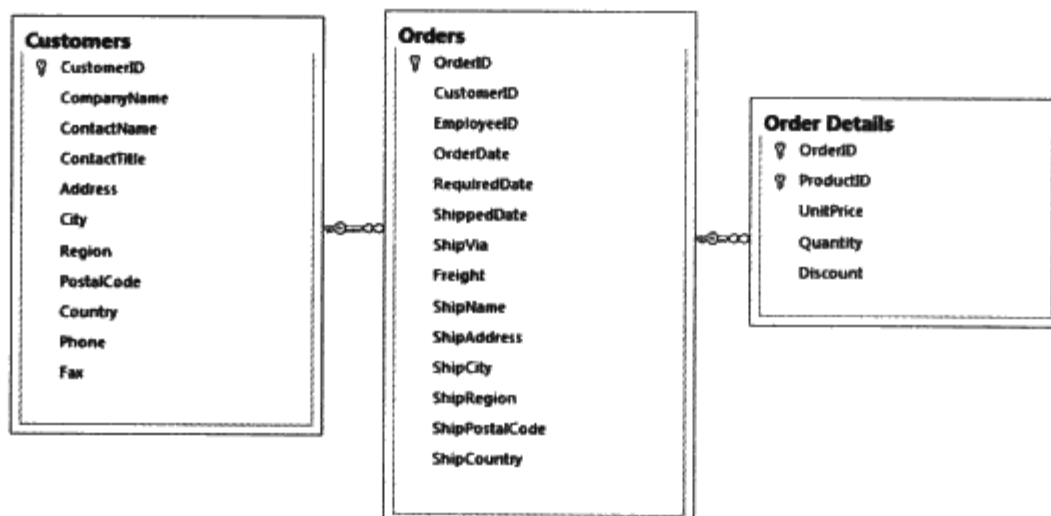 Customers
CustomerID
CompanyName
ContactName
ContactTitle
Address
City
Region
PostalCode
Country
Phone
Fax
Orders
OrderID
CustomerID
EmployeeID
OrderDate
RequiredDate
ShippedDate
ShipVia
Freight
ShipName
ShipAddress
ShipCity
ShipRegion
ShipPostalCode
ShipCountry
Order Details
OrderID
ProductID
UnitPrice
Quantity
Discount